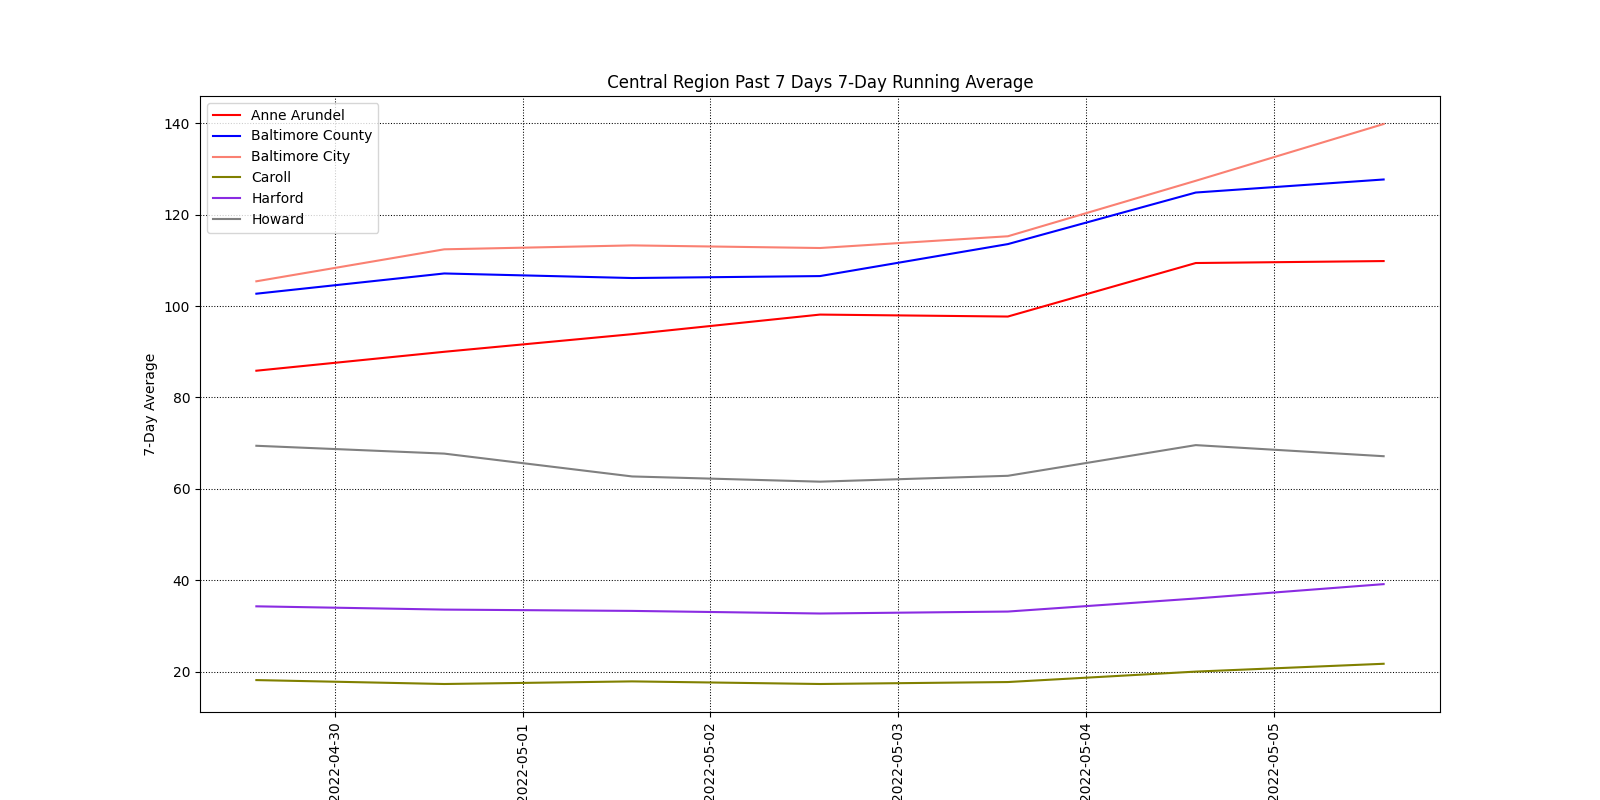 Central Region Past 7 Days 7-Day Running Average
Anne Arundel
Baltimore County
Baltimore City
Caroll
Harford
Howard
140
120
100
80
60
40
20
7-Day Average
2022-04-30
2022-05-01
2022-05-02
2022-05-03
2022-05-04
2022-05-05